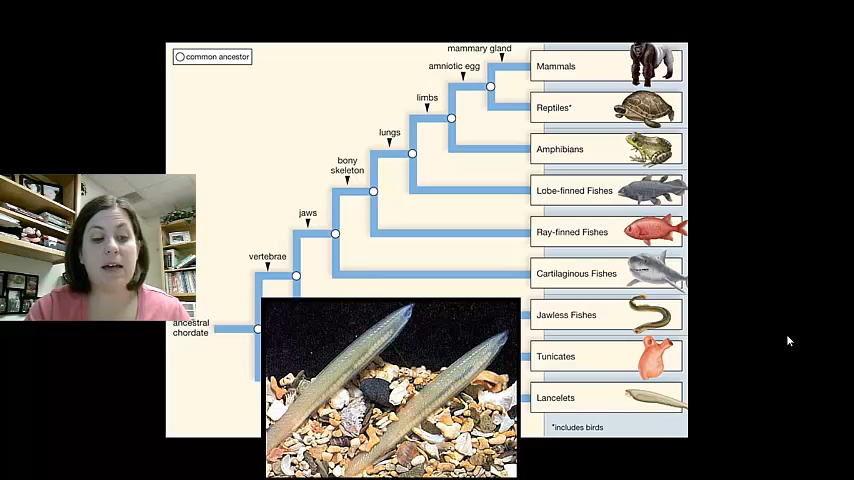 common ancestor
mammary gland
amniotic egg
limbs
lungs
bony
skeleton
jaws
vertebrae
ancestral
chordate
Mammals
Reptiles*
Amphibians
Lobe-finned Fishes
Ray-finned Fishes
Cartilaginous Fishes
Jawless Fishes
Tunicates
Lancelets
*includes birds